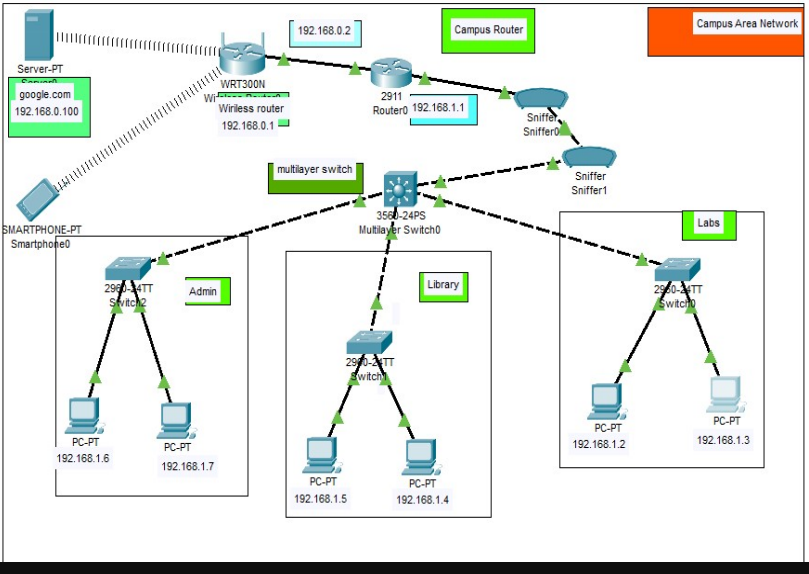 Campus Area Network
Campus Router
192.168.0.2
Server-PT
Server0
google.com
192.168.0.100
WRT300N
Wireless Router0
Wiriless router
192.168.0.1
2911
Router0
192.168.1.1
Sniffer
Sniffer0
Sniffer
Sniffer1
multilayer switch
3560-24PS
Multilayer Switch0
SMARTPHONE-PT
Smartphone0
Admin
2960-24TT
Switch2
PC-PT
192.168.1.6
PC-PT
192.168.1.7
Library
2960-24TT
Switch1
PC-PT
192.168.1.5
PC-PT
192.168.1.4
Labs
2960-24TT
Switch0
PC-PT
192.168.1.2
PC-PT
192.168.1.3